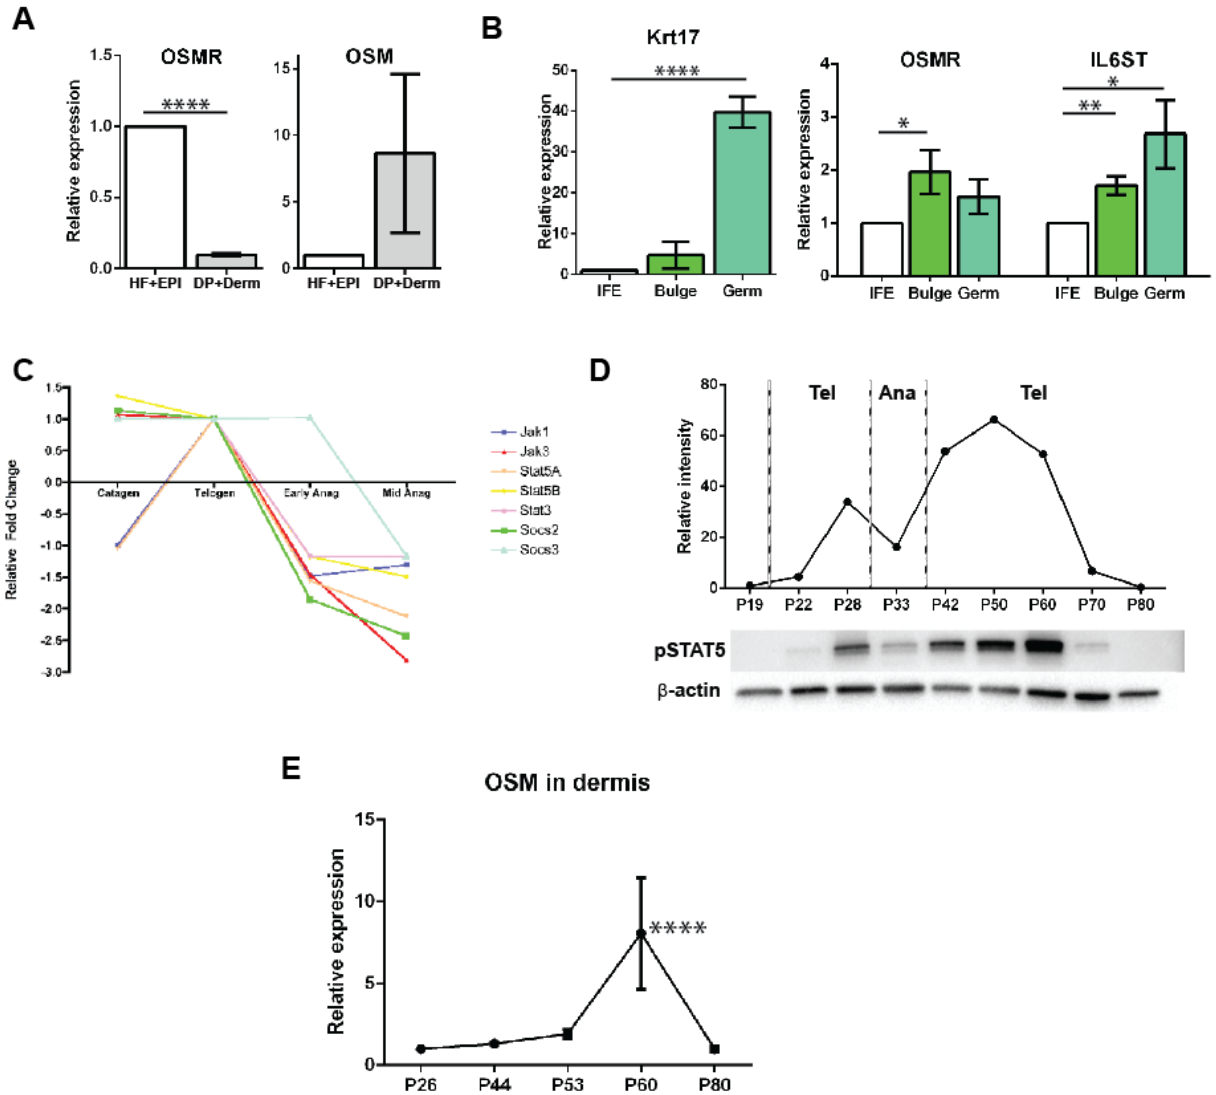 A
OSMR
OSM
Relative expression
1.5
1.0
0.5
0.0
****
HF+EPI DP+Derm
15
10
5
0
HF+EPI DP+Derm
B
Krt17
Relative expression
50
40
30
20
10
0
****
IFE Bulge Germ
OSMR
IL6ST
Relative expression
4
3
2
1
0
*
**
*
IFE Bulge Germ
IFE Bulge Germ
C
Relative Fold Change
1.5
1.0
0.5
0.0
-0.5
-1.0
-1.5
-2.0
-2.5
-3.0
Catagen Telogen Early Anag Mid Anag
Jak1
Jak3
Stat5A
Stat5B
Stat3
Socs2
Socs3
D
Relative intensity
80
60
40
20
0
Tel Ana Tel
P19 P22 P28 P33 P42 P50 P60 P70 P80
pSTAT5
β-actin
E
OSM in dermis
Relative expression
15
10
5
0
****
P26 P44 P53 P60 P80